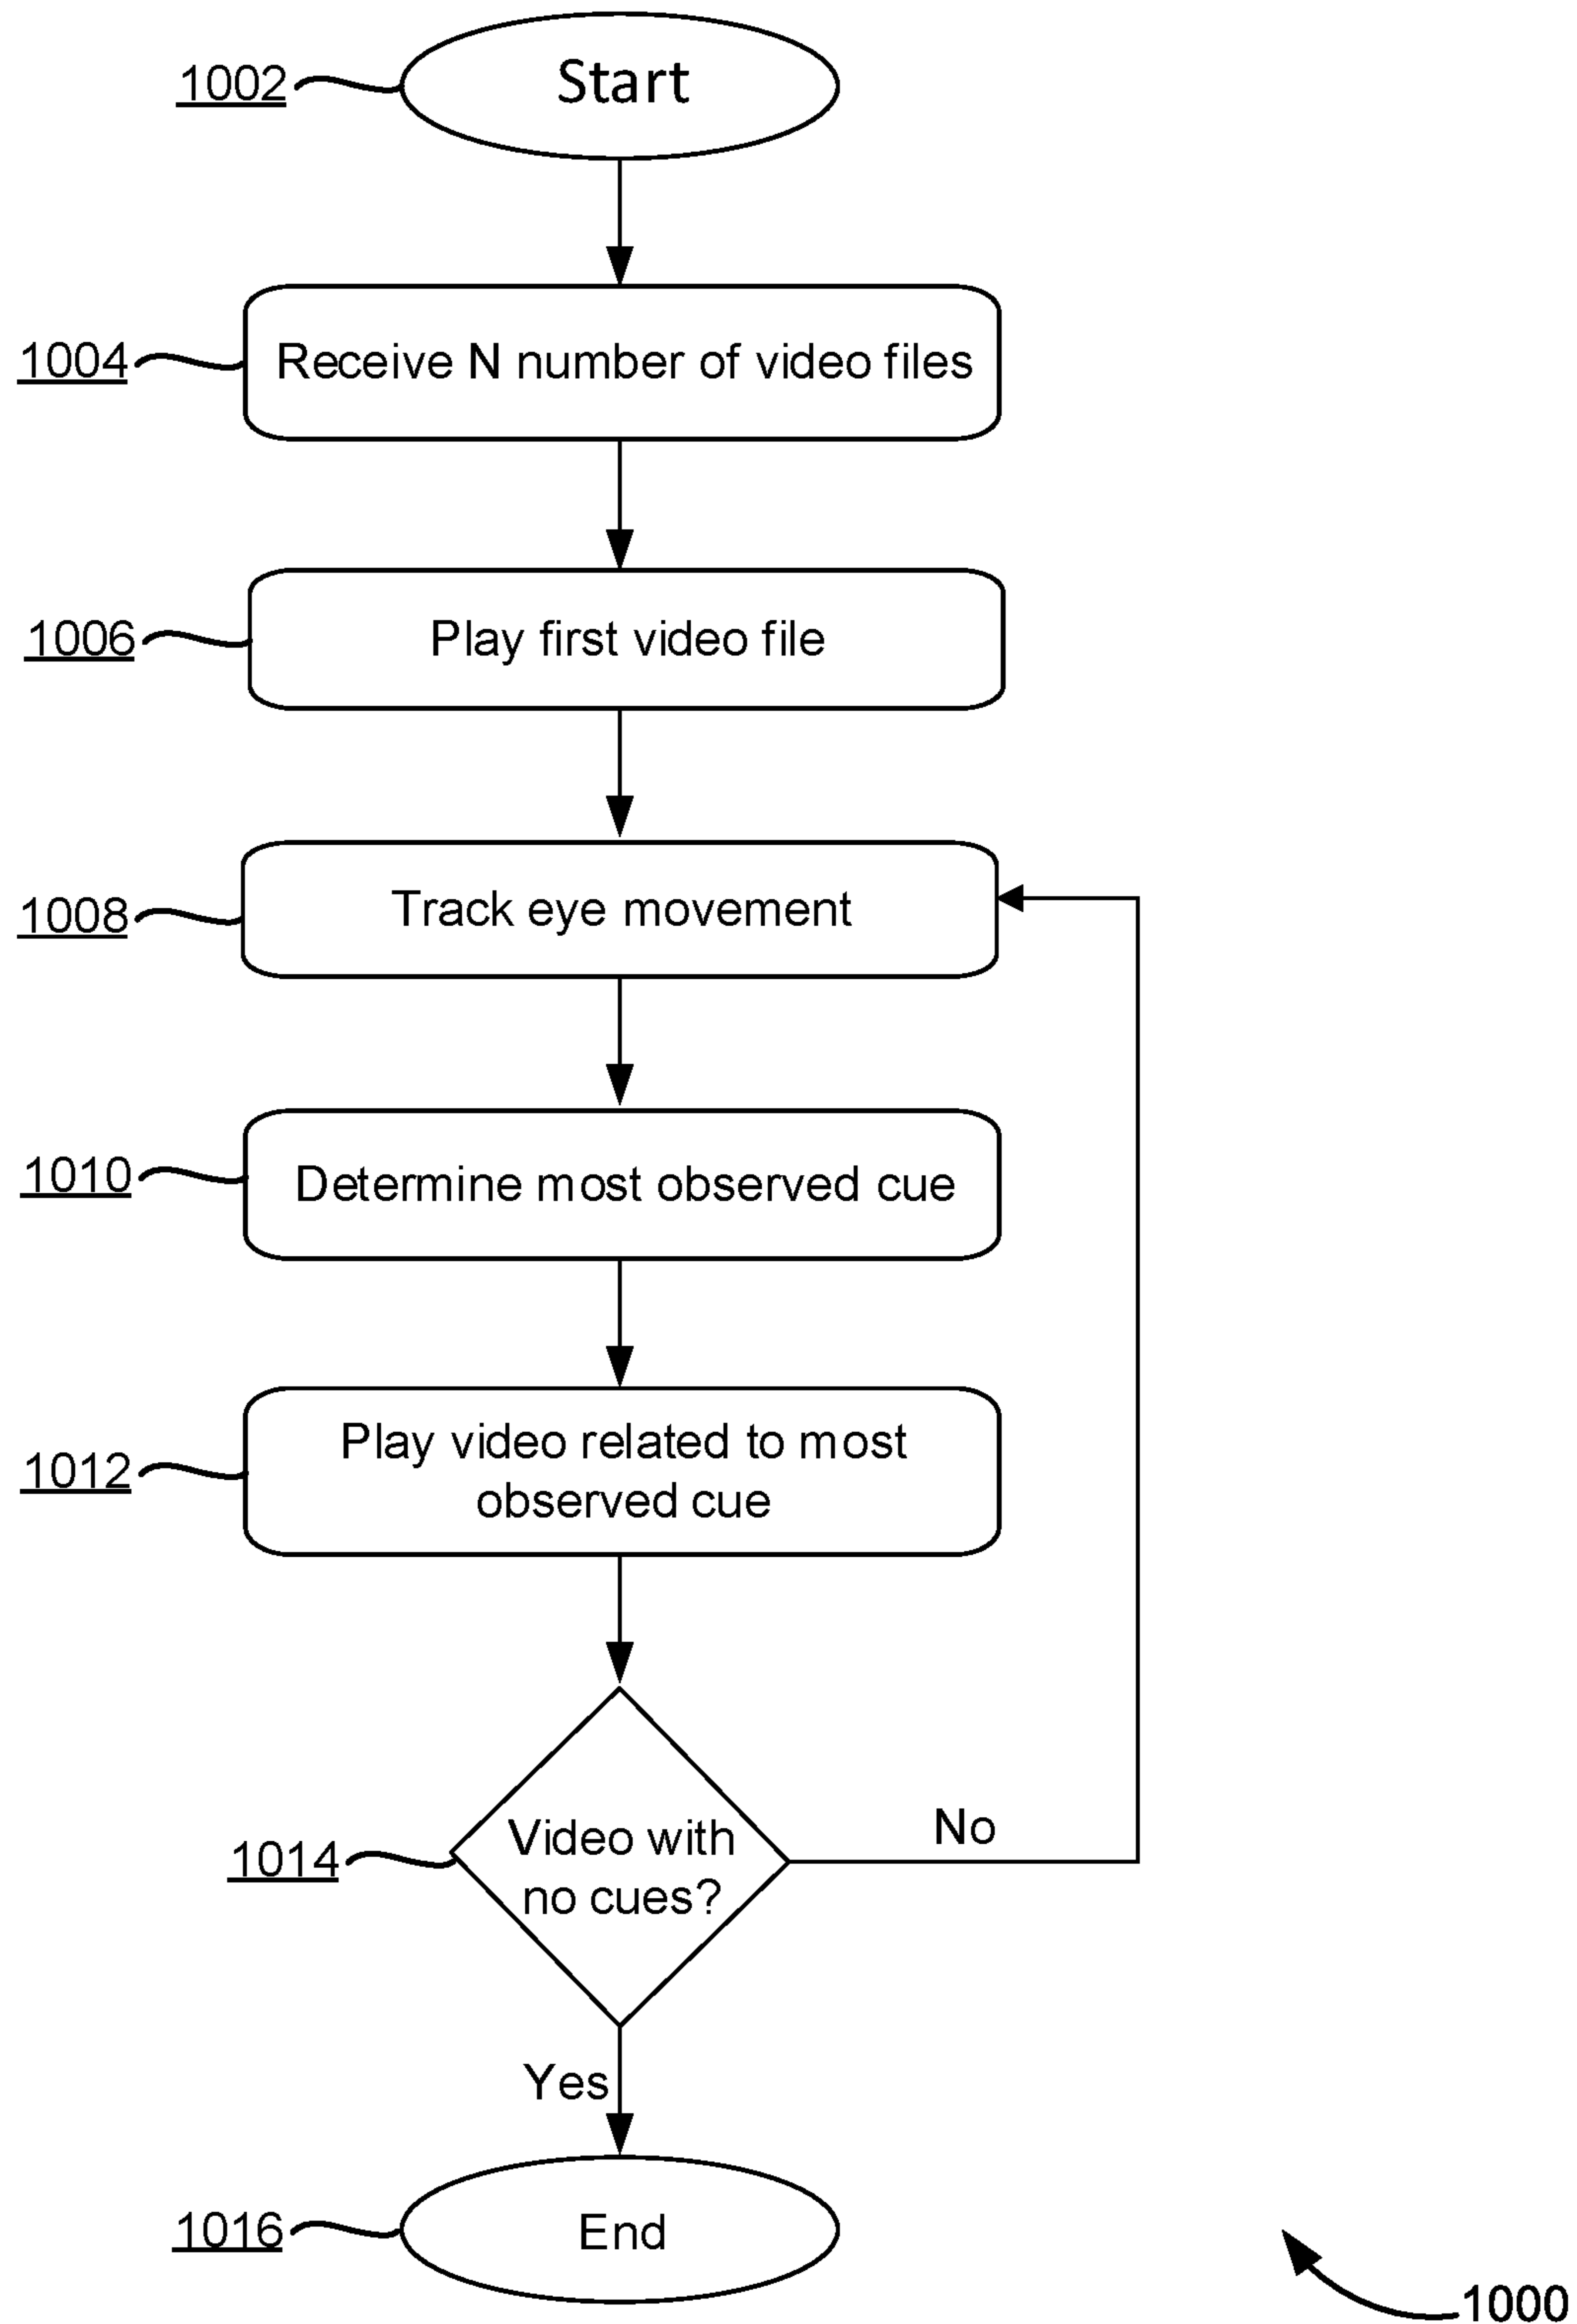 1002
Start
1004
Receive N number of video files
1006
Play first video file
1008
Track eye movement
1010
Determine most observed cue
1012
Play video related to most
observed cue
1014
Video with
no cues?
No
Yes
1016
End
1000